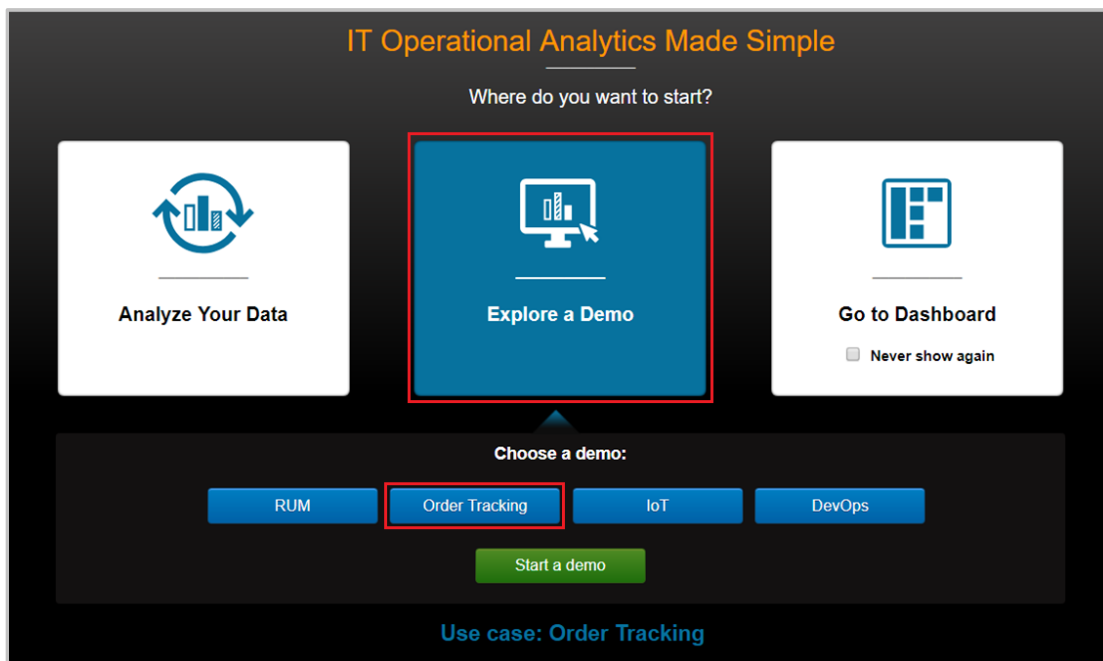 IT Operational Analytics Made Simple
Where do you want to start?
Analyze Your Data
Explore a Demo
Go to Dashboard
Never show again
Choose a demo:
RUM
Order Tracking
IoT
DevOps
Start a demo
Use case: Order Tracking